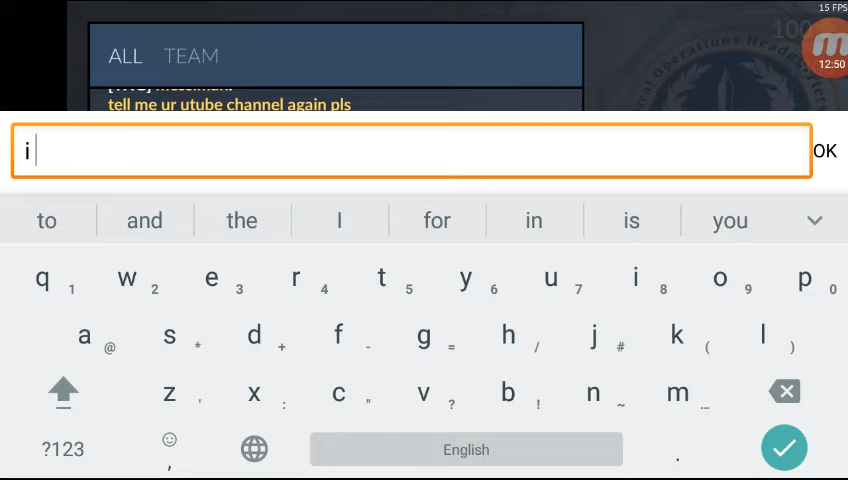 15 FPS
100
12:50
ALL TEAM
tell me ur utube channel again pls
i
OK
to and the I for in is you
q 1 w 2 e 3 r 4 t 5 y 6 u 7 i 8 o 9 p 0
a @ s * d + f - g = h / j # k ( l )
z ' x : c " v ? b ! n ~ m ...
?123 , English .